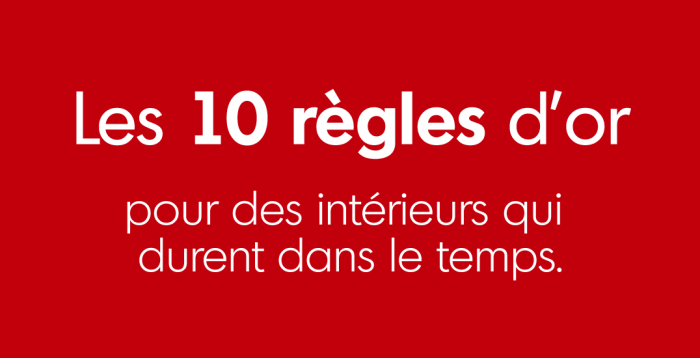 Les 10 règles d’or
pour des intérieurs qui
durent dans le temps.